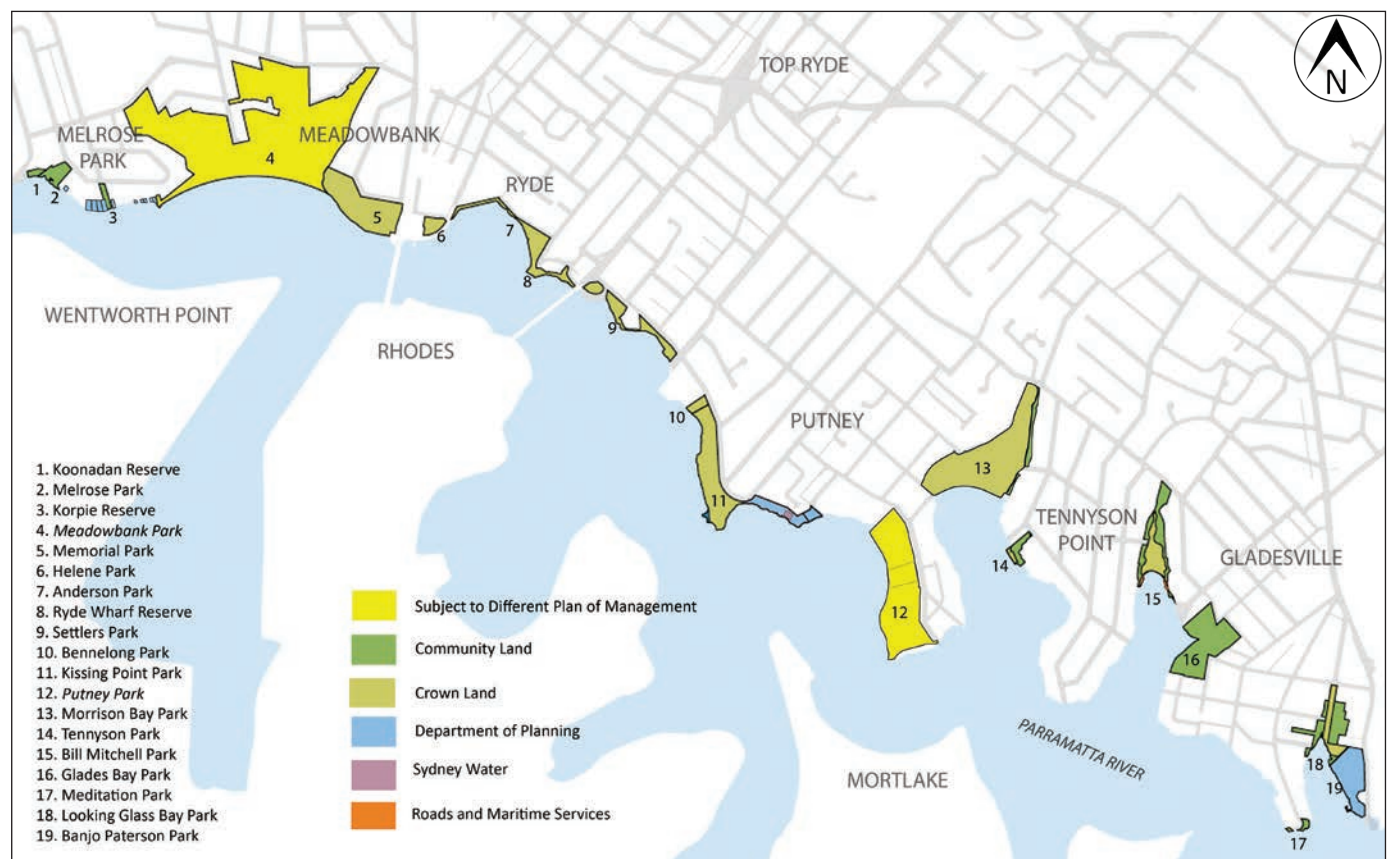 N
TOP RYDE
MELROSE
PARK
MEADOWBANK
4
1
2
3
RYDE
5
6
7
8
WENTWORTH POINT
RHODES
9
10
PUTNEY
11
13
TENNYSON
POINT
14
GLADESVILLE
15
12
16
PARRAMATTA RIVER
MORTLAKE
18
19
17
1. Koonadan Reserve
2. Melrose Park
3. Korpie Reserve
4. Meadowbank Park
5. Memorial Park
6. Helene Park
7. Anderson Park
8. Ryde Wharf Reserve
9. Settlers Park
10. Bennelong Park
11. Kissing Point Park
12. Putney Park
13. Morrison Bay Park
14. Tennyson Park
15. Bill Mitchell Park
16. Glades Bay Park
17. Meditation Park
18. Looking Glass Bay Park
19. Banjo Paterson Park
Subject to Different Plan of Management
Community Land
Crown Land
Department of Planning
Sydney Water
Roads and Maritime Services